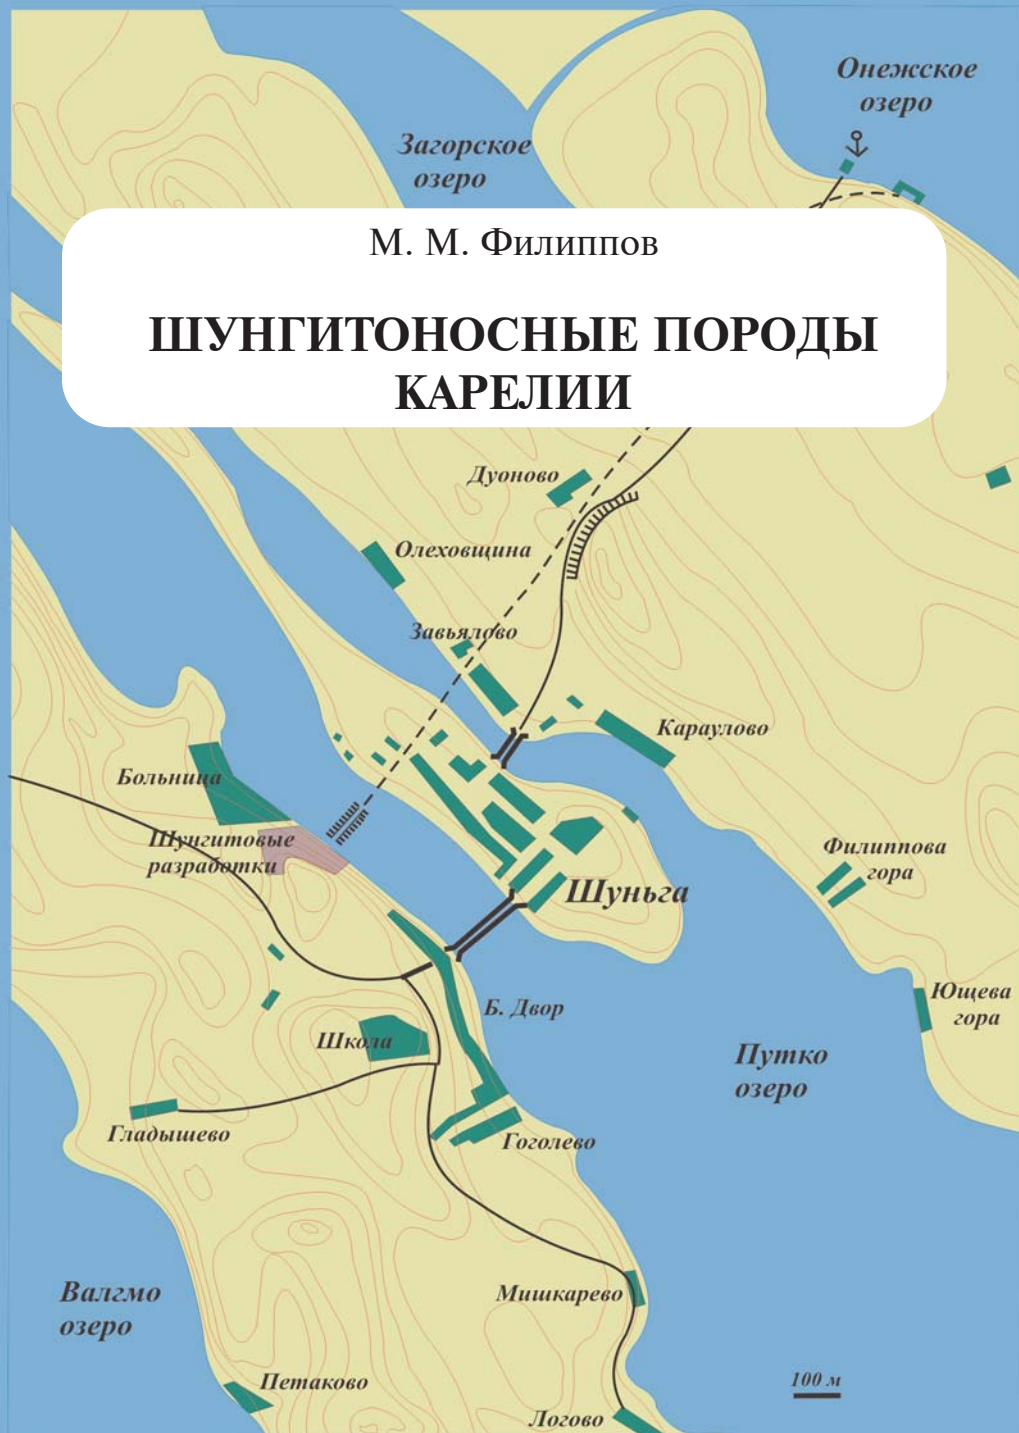 Онежское
озеро
Загорское
озеро
М. М. Филиппов
ШУНГИТОНОСНЫЕ ПОРОДЫ
КАРЕЛИИ
Дуоново
Олеховщина
Завьялово
Караулово
Больница
Шунгитовые
разработки
Филиппова
гора
Шуньга
Ющева
гора
Б. Двор
Школа
Путко
озеро
Гладышево
Гоголево
Валгмо
озеро
Мишкарево
Петаково
100 м
Логово